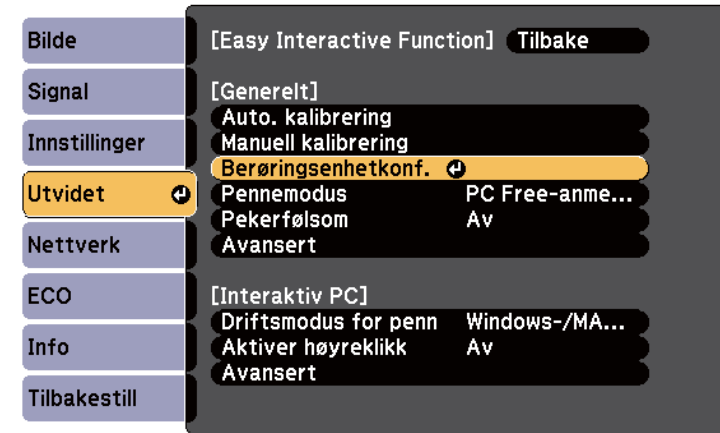 Bilde
Signal
Innstillinger
Utvidet
Nettverk
ECO
Info
Tilbakestill
[Easy Interactive Function] Tilbake
[Generelt]
Auto. kalibrering
Manuell kalibrering
Berøringsenhetkonf.
Pennemodus PC Free-anme...
Pekerfølsom Av
Avansert
[Interaktiv PC]
Driftsmodus for penn Windows-/MA...
Aktiver høyreklikk Av
Avansert